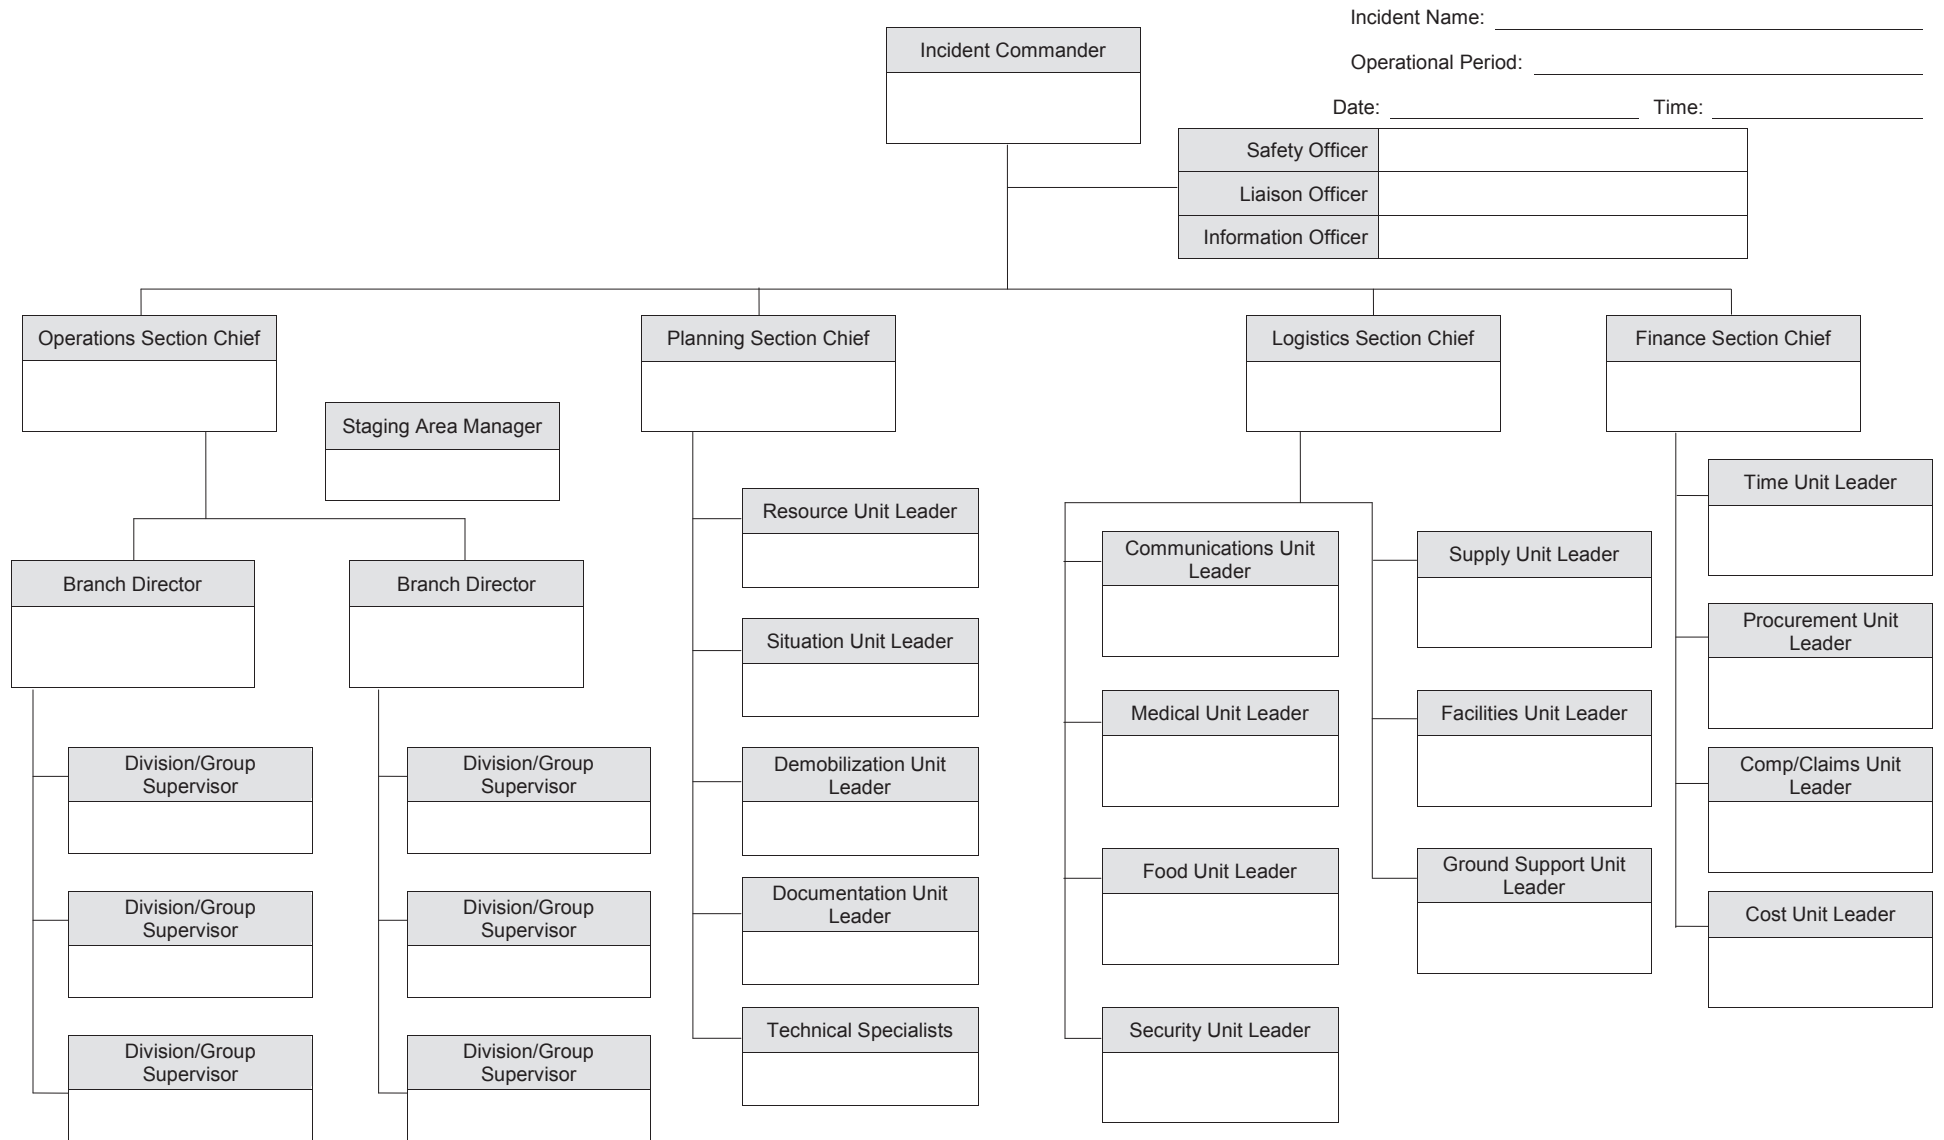 Incident Name:
Incident Commander
Operational Period:
Date: Time:
Safety Officer
Liaison Officer
Information Officer
Operations Section Chief
Planning Section Chief
Logistics Section Chief
Finance Section Chief
Staging Area Manager
Branch Director
Branch Director
Division/Group
Supervisor
Division/Group
Supervisor
Division/Group
Supervisor
Division/Group
Supervisor
Division/Group
Supervisor
Division/Group
Supervisor
Resource Unit Leader
Situation Unit Leader
Demobilization Unit
Leader
Documentation Unit
Leader
Technical Specialists
Communications Unit
Leader
Medical Unit Leader
Food Unit Leader
Security Unit Leader
Supply Unit Leader
Facilities Unit Leader
Ground Support Unit
Leader
Time Unit Leader
Procurement Unit
Leader
Comp/Claims Unit
Leader
Cost Unit Leader